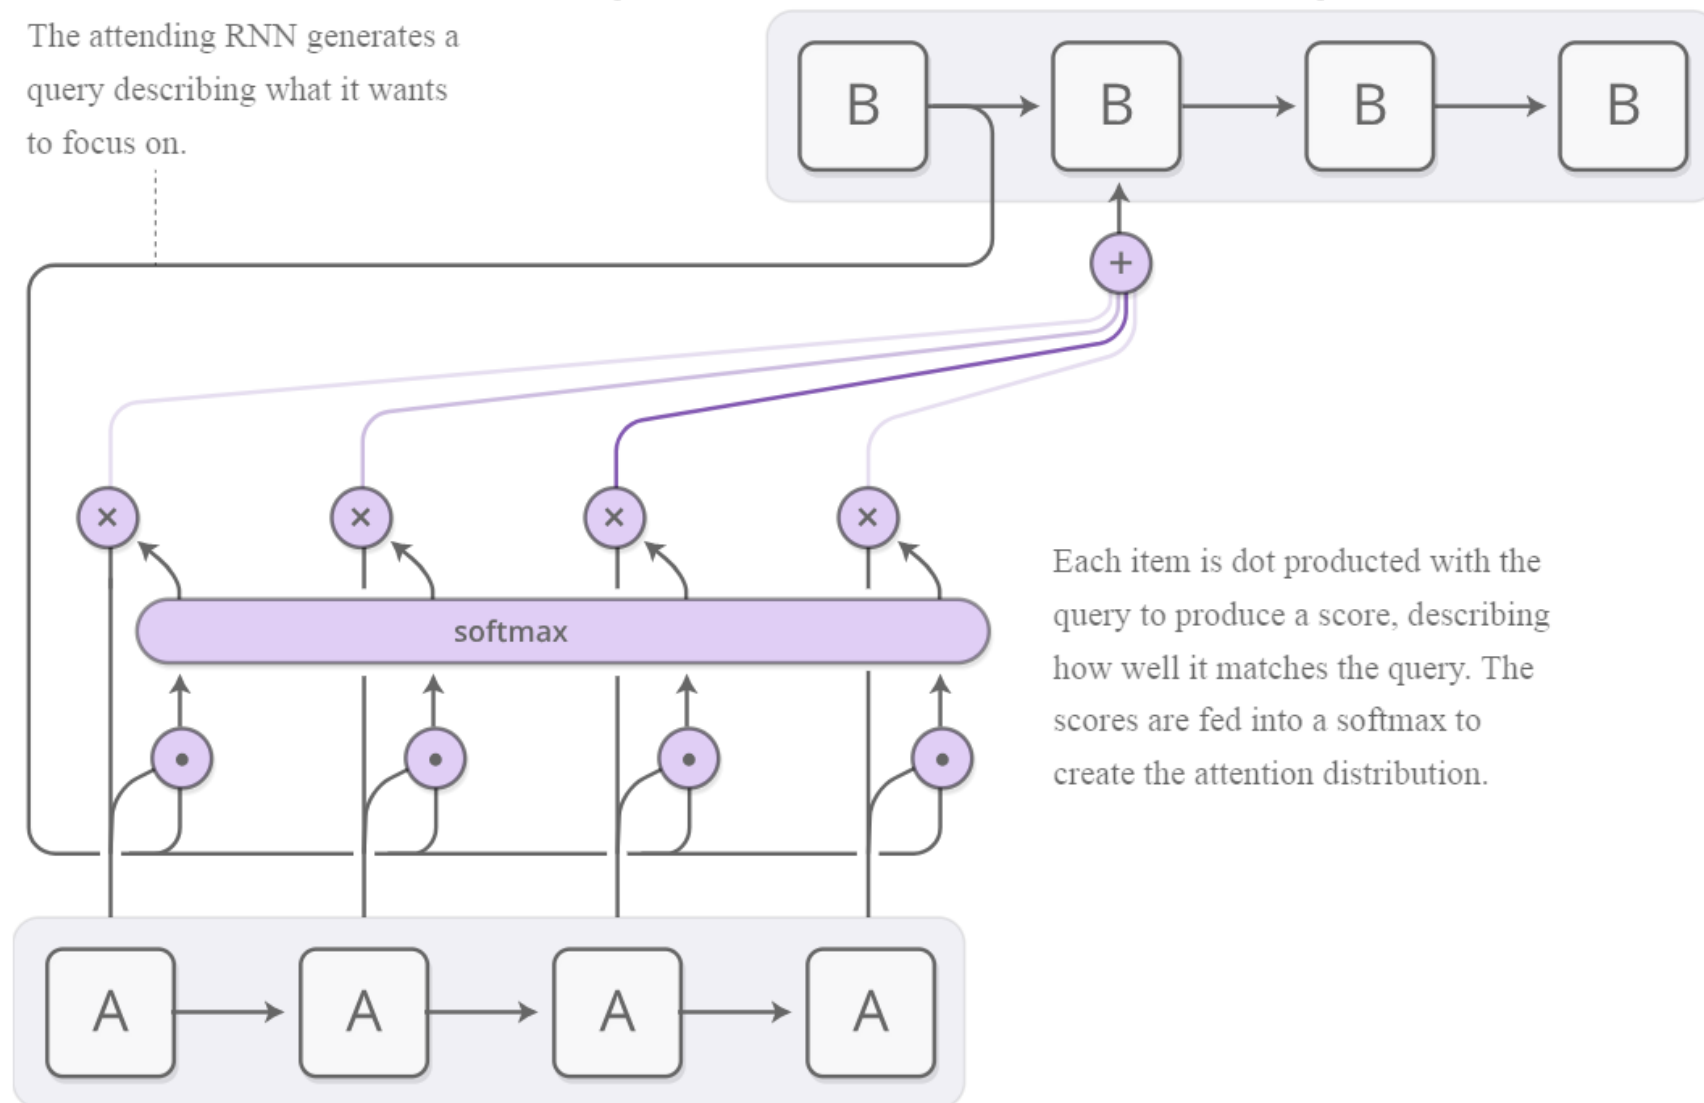 The attending RNN generates a
query describing what it wants
to focus on.
B
B
B
B
+
×
×
×
×
softmax
Each item is dot producted with the
query to produce a score, describing
how well it matches the query. The
scores are fed into a softmax to
create the attention distribution.
A
A
A
A